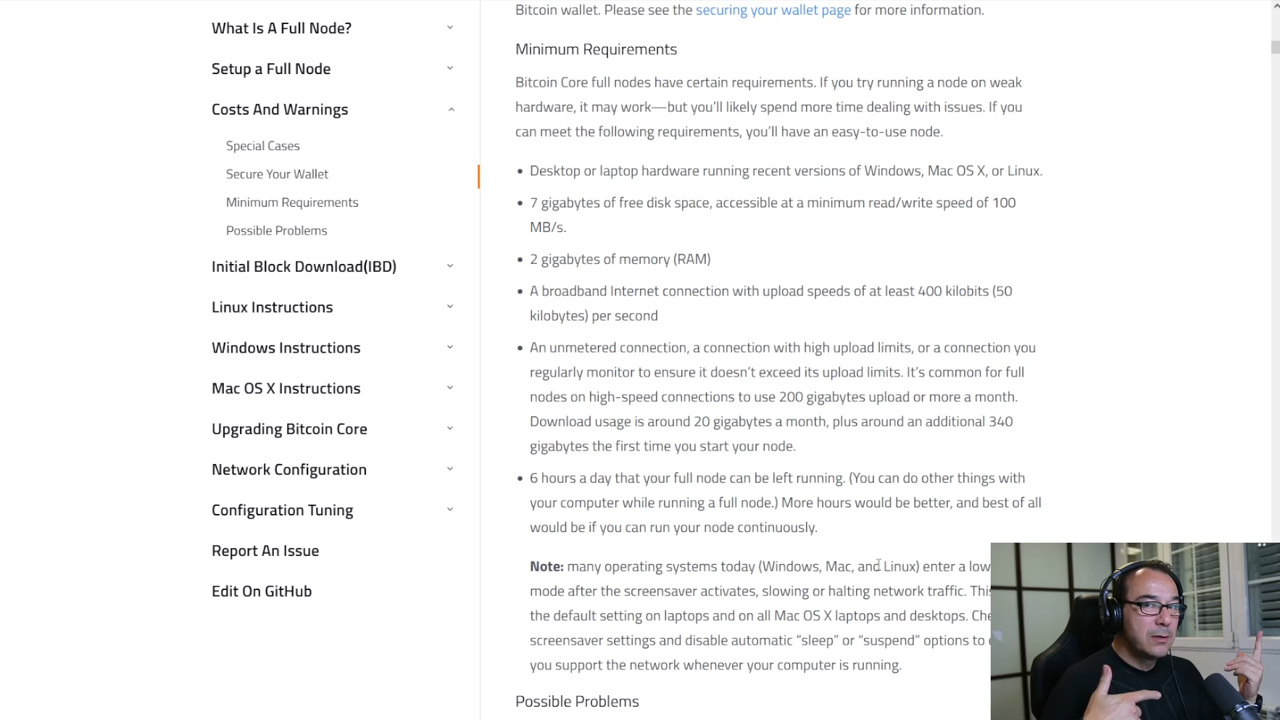 What Is A Full Node?
Setup a Full Node
Costs And Warnings
Special Cases
Secure Your Wallet
Minimum Requirements
Possible Problems
Initial Block Download(IBD)
Linux Instructions
Windows Instructions
Mac OS X Instructions
Upgrading Bitcoin Core
Network Configuration
Configuration Tuning
Report An Issue
Edit On GitHub
Bitcoin wallet. Please see the securing your wallet page for more information.
Minimum Requirements
Bitcoin Core full nodes have certain requirements. If you try running a node on weak
hardware, it may work—but you’ll likely spend more time dealing with issues. If you
can meet the following requirements, you’ll have an easy-to-use node.
• Desktop or laptop hardware running recent versions of Windows, Mac OS X, or Linux.
• 7 gigabytes of free disk space, accessible at a minimum read/write speed of 100
MB/s.
• 2 gigabytes of memory (RAM)
• A broadband Internet connection with upload speeds of at least 400 kilobits (50
kilobytes) per second
• An unmetered connection, a connection with high upload limits, or a connection you
regularly monitor to ensure it doesn’t exceed its upload limits. It’s common for full
nodes on high-speed connections to use 200 gigabytes upload or more a month.
Download usage is around 20 gigabytes a month, plus around an additional 340
gigabytes the first time you start your node.
• 6 hours a day that your full node can be left running. (You can do other things with
your computer while running a full node.) More hours would be better, and best of all
would be if you can run your node continuously.
Note: many operating systems today (Windows, Mac, and Linux) enter a low
mode after the screensaver activates, slowing or halting network traffic. This
the default setting on laptops and on all Mac OS X laptops and desktops. Che
screensaver settings and disable automatic “sleep” or “suspend” options to
you support the network whenever your computer is running.
Possible Problems